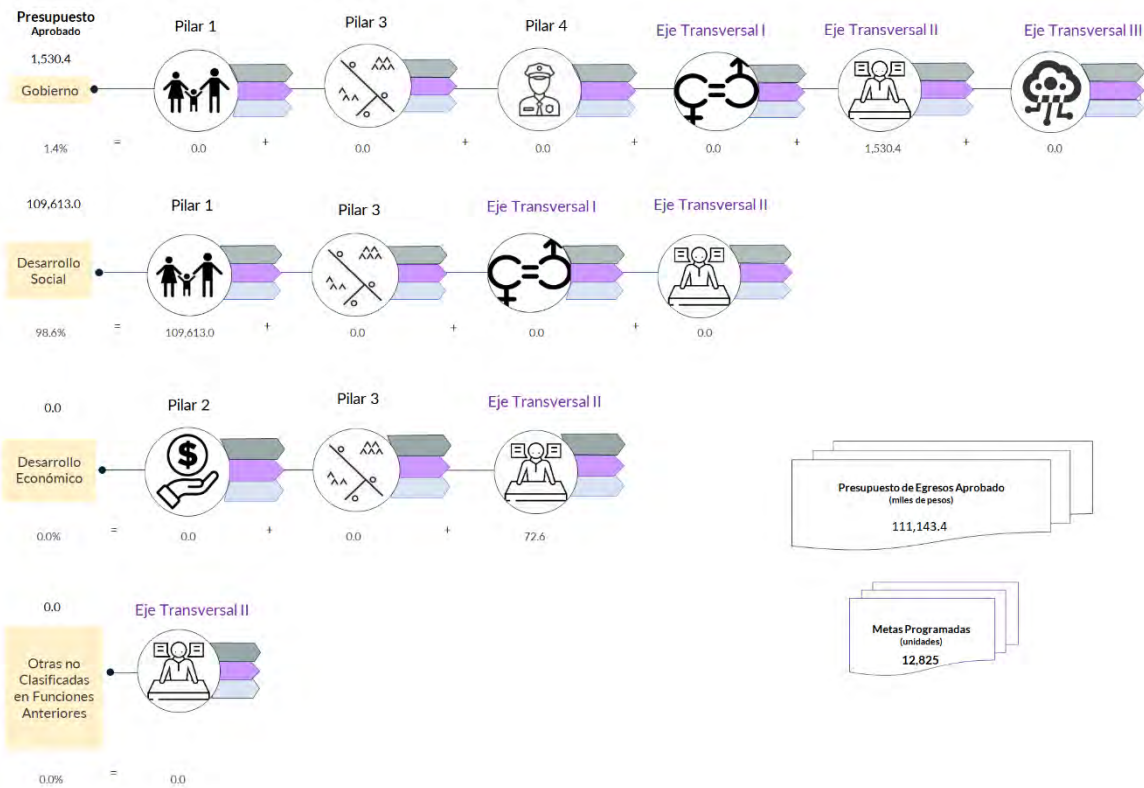 Presupuesto
Aprobado
1,530.4
Gobierno
1.4%
Pilar 1
Pilar 3
Pilar 4
Eje Transversal I
Eje Transversal II
Eje Transversal III
=
0.0
+
0.0
+
0.0
+
0.0
+
1,530.4
+
0.0
109,613.0
Desarrollo
Social
98.6%
Pilar 1
Pilar 3
Eje Transversal I
Eje Transversal II
=
109,613.0
+
0.0
+
0.0
+
0.0
0.0
Desarrollo
Económico
0.0%
Pilar 2
Pilar 3
Eje Transversal II
$
=
0.0
+
0.0
+
72.6
Presupuesto de Egresos Aprobado
(miles de pesos)
111,143.4
Metas Programadas
(unidades)
12,825
0.0
Otras no
Clasificadas
en Funciones
Anteriores
0.0%
Eje Transversal II
=
0.0